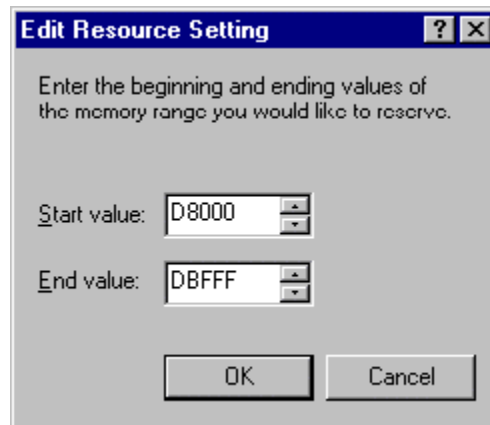 Edit Resource Setting
Enter the beginning and ending values of
the memory range you would like to reserve.
Start value: D8000
End value: DBFFF
OK Cancel